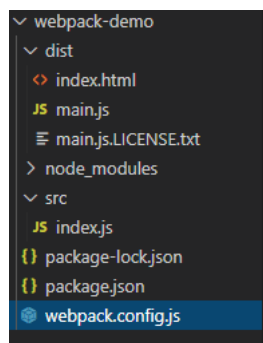 webpack-demo
dist
<> index.html
JS main.js
main.js.LICENSE.txt
node_modules
src
JS index.js
{} package-lock.json
{} package.json
webpack.config.js